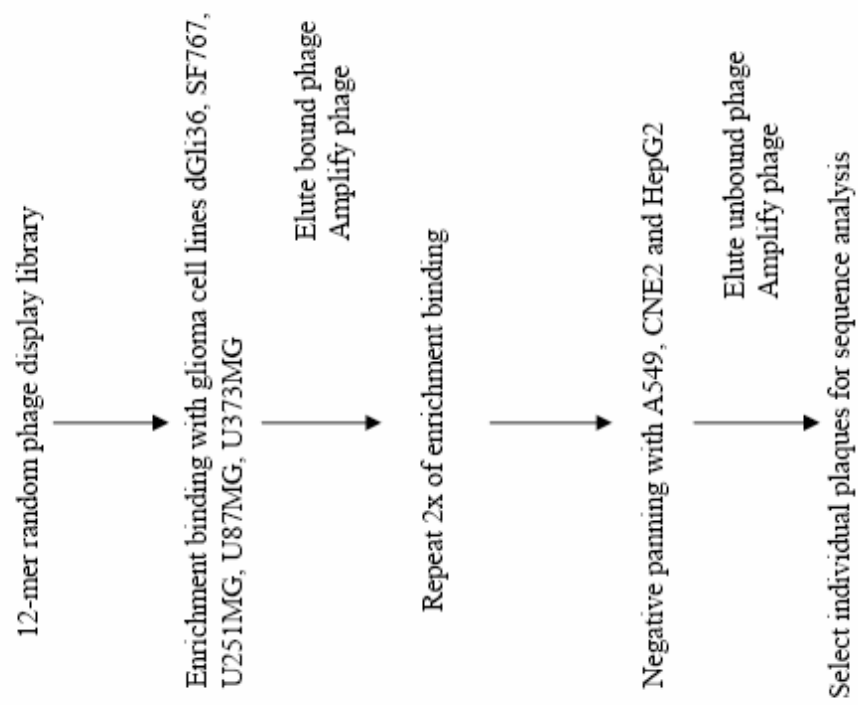 12-mer random phage display library
Enrichment binding with glioma cell lines dGli36, SF767,
U251MG, U87MG, U373MG
Elute bound phage
Amplify phage
Repeat 2x of enrichment binding
Negative panning with A549, CNE2 and HepG2
Elute unbound phage
Amplify phage
Select individual plaques for sequence analysis